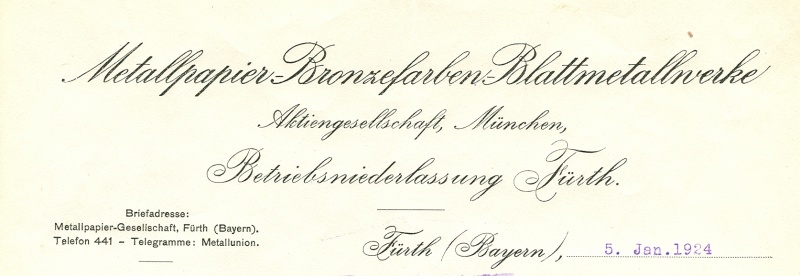 Metallpapier-Bronzefarben-Blattmetallwerke
Aktiengesellschaft, München,
Betriebsniederlassung Fürth.
Briefadresse:
Metallpapier-Gesellschaft, Fürth (Bayern).
Telefon 441 – Telegramme: Metallunion.
Fürth (Bayern), 5. Jan.1924